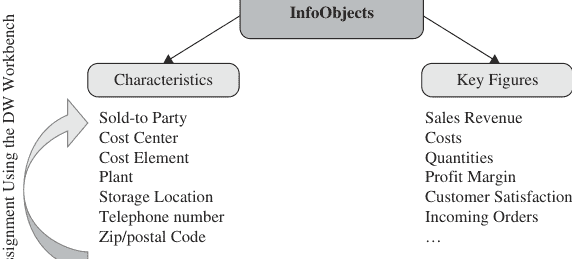 InfoObjects
Characteristics
Key Figures
Sold-to Party
Cost Center
Cost Element
Plant
Storage Location
Telephone number
Zip/postal Code
Sales Revenue
Costs
Quantities
Profit Margin
Customer Satisfaction
Incoming Orders
…
Using the DW Workbench